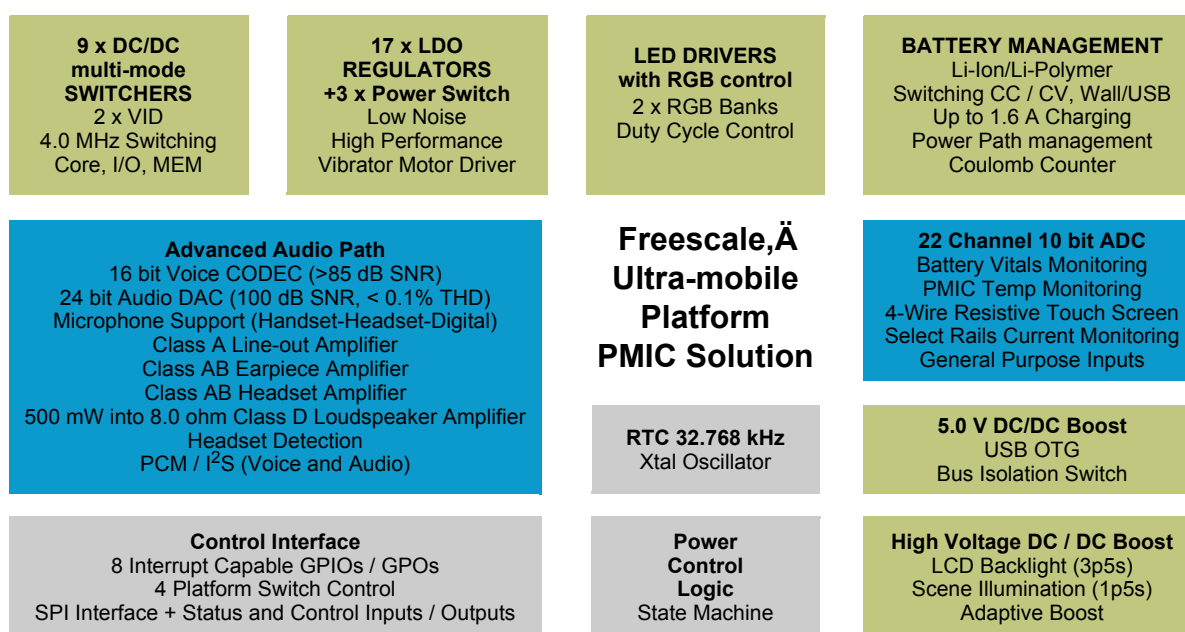 9 x DC/DC
multi-mode
SWITCHERS
2 x VID
4.0 MHz Switching
Core, I/O, MEM
17 x LDO
REGULATORS
+3 x Power Switch
Low Noise
High Performance
Vibrator Motor Driver
LED DRIVERS
with RGB control
2 x RGB Banks
Duty Cycle Control
BATTERY MANAGEMENT
Li-Ion/Li-Polymer
Switching CC / CV, Wall/USB
Up to 1.6 A Charging
Power Path management
Coulomb Counter
Advanced Audio Path
16 bit Voice CODEC (>85 dB SNR)
24 bit Audio DAC (100 dB SNR, < 0.1% THD)
Microphone Support (Handset-Headset-Digital)
Class A Line-out Amplifier
Class AB Earpiece Amplifier
Class AB Headset Amplifier
500 mW into 8.0 ohm Class D Loudspeaker Amplifier
Headset Detection
PCM / I2S (Voice and Audio)
Freescale‚Ä
Ultra-mobile
Platform
PMIC Solution
22 Channel 10 bit ADC
Battery Vitals Monitoring
PMIC Temp Monitoring
4-Wire Resistive Touch Screen
Select Rails Current Monitoring
General Purpose Inputs
RTC 32.768 kHz
Xtal Oscillator
5.0 V DC/DC Boost
USB OTG
Bus Isolation Switch
Control Interface
8 Interrupt Capable GPIOs / GPOs
4 Platform Switch Control
SPI Interface + Status and Control Inputs / Outputs
Power
Control
Logic
State Machine
High Voltage DC / DC Boost
LCD Backlight (3p5s)
Scene Illumination (1p5s)
Adaptive Boost